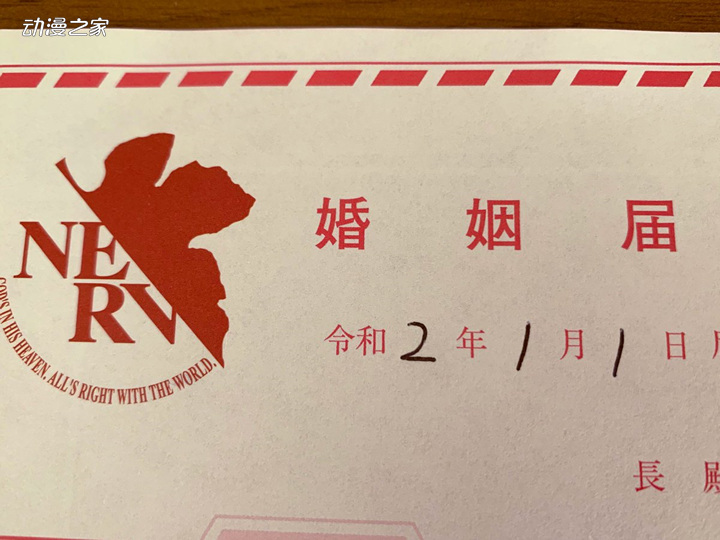 动漫之家
NERV
GOD'S IN HIS HEAVEN. ALL'S RIGHT WITH THE WORLD.
婚姻届
令和2年1月1日
長殿